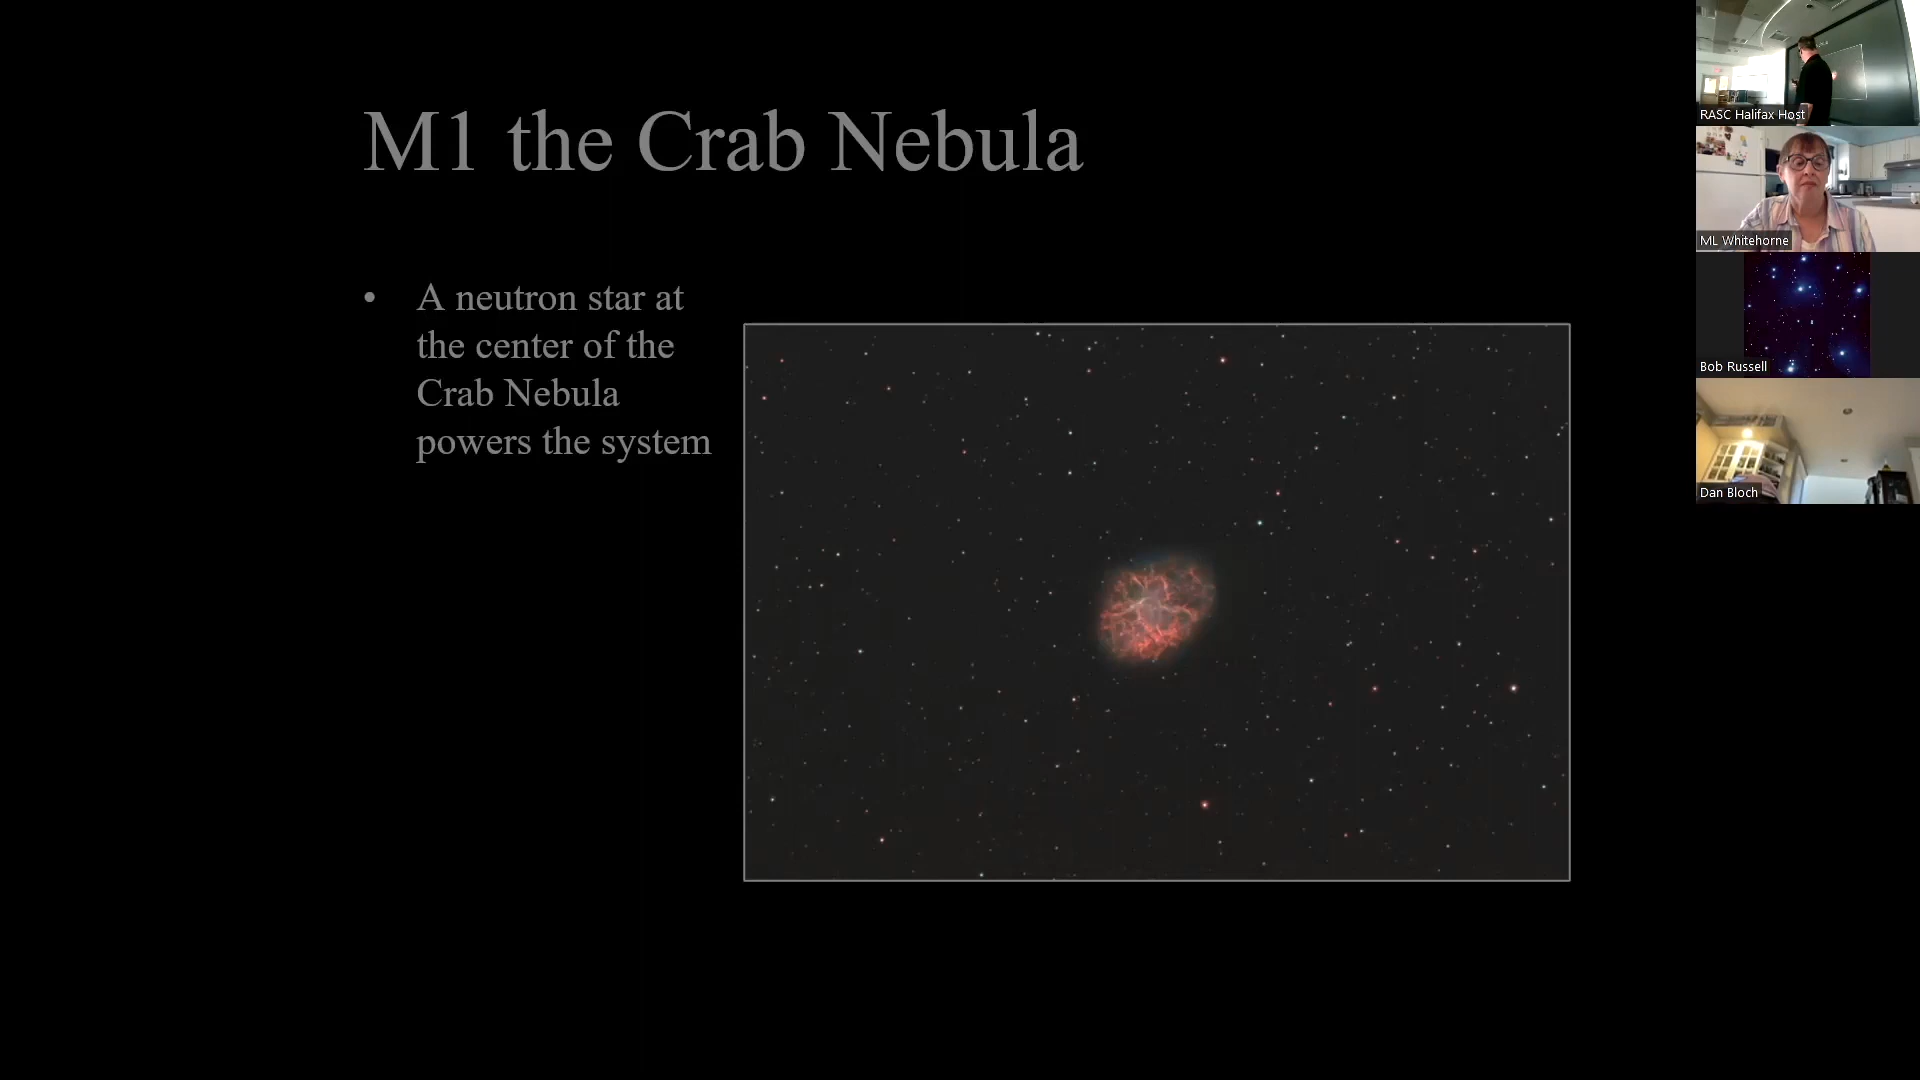 M1 the Crab Nebula
• A neutron star at
the center of the
Crab Nebula
powers the system
RASC Halifax Host
ML Whitehorne
Bob Russell
Dan Bloch